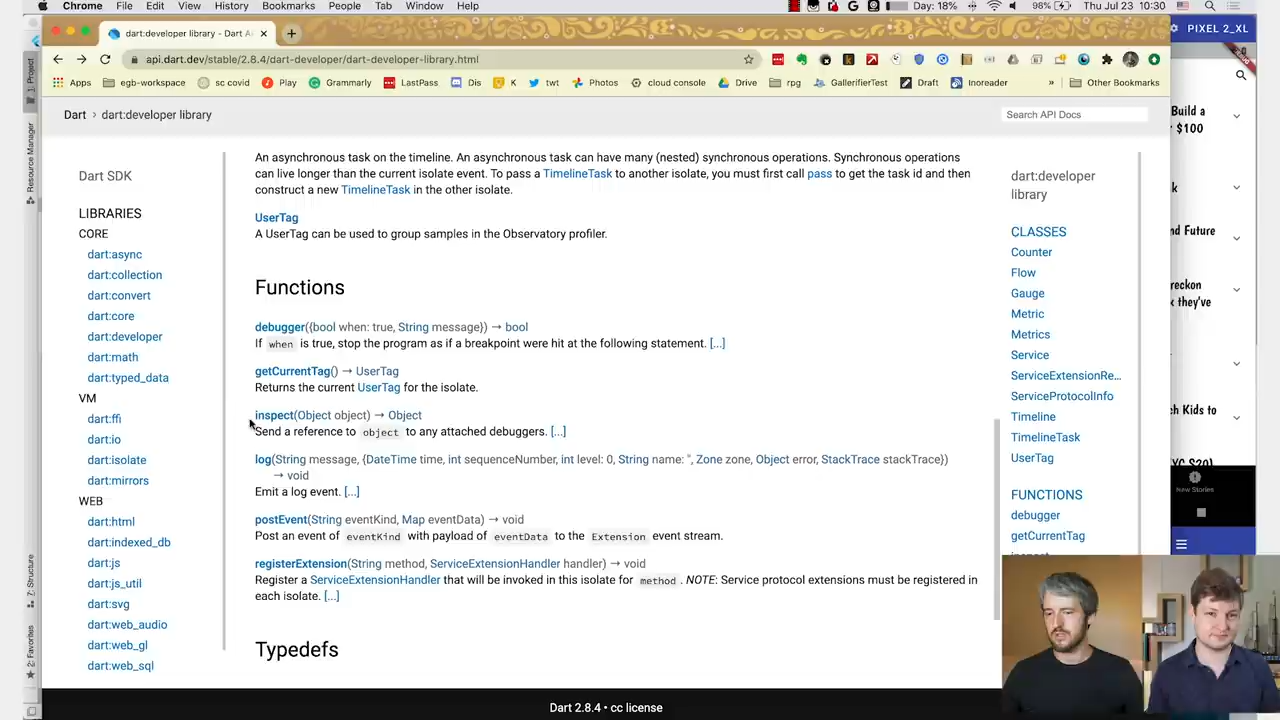 Chrome File Edit View History Bookmarks People Tab Window Help
Day: 18% 98% Thu Jul 23 10:30
dart:developer library - Dart A
PIXEL 2_XL
api.dart.dev/stable/2.8.4/dart-developer/dart-developer-library.html
Apps egb-workspace sc covid Play Grammarly LastPass Dis K twt Photos cloud console Drive rpg GallerifierTest Draft Inoreader » Other Bookmarks
Dart › dart:developer library
Search API Docs
1: Project
Resource Manager
7: Structure
2: Favorites
Dart SDK
LIBRARIES
CORE
dart:async
dart:collection
dart:convert
dart:core
dart:developer
dart:math
dart:typed_data
VM
dart:ffi
dart:io
dart:isolate
dart:mirrors
WEB
dart:html
dart:indexed_db
dart:js
dart:js_util
dart:svg
dart:web_audio
dart:web_gl
dart:web_sql
An asynchronous task on the timeline. An asynchronous task can have many (nested) synchronous operations. Synchronous operations
can live longer than the current isolate event. To pass a TimelineTask to another isolate, you must first call pass to get the task id and then
construct a new TimelineTask in the other isolate.
UserTag
A UserTag can be used to group samples in the Observatory profiler.
Functions
debugger({bool when: true, String message}) → bool
If when is true, stop the program as if a breakpoint were hit at the following statement. [...]
getCurrentTag() → UserTag
Returns the current UserTag for the isolate.
inspect(Object object) → Object
Send a reference to object to any attached debuggers. [...]
log(String message, {DateTime time, int sequenceNumber, int level: 0, String name: '', Zone zone, Object error, StackTrace stackTrace})
→ void
Emit a log event. [...]
postEvent(String eventKind, Map eventData) → void
Post an event of eventKind with payload of eventData to the Extension event stream.
registerExtension(String method, ServiceExtensionHandler handler) → void
Register a ServiceExtensionHandler that will be invoked in this isolate for method. NOTE: Service protocol extensions must be registered in
each isolate. [...]
Typedefs
dart:developer
library
CLASSES
Counter
Flow
Gauge
Metric
Metrics
Service
ServiceExtensionRe...
ServiceProtocolInfo
Timeline
TimelineTask
UserTag
FUNCTIONS
debugger
getCurrentTag
Build a
$100
nd Future
reckon
k they've
ch Kids to
New Stories
Dart 2.8.4 • cc license